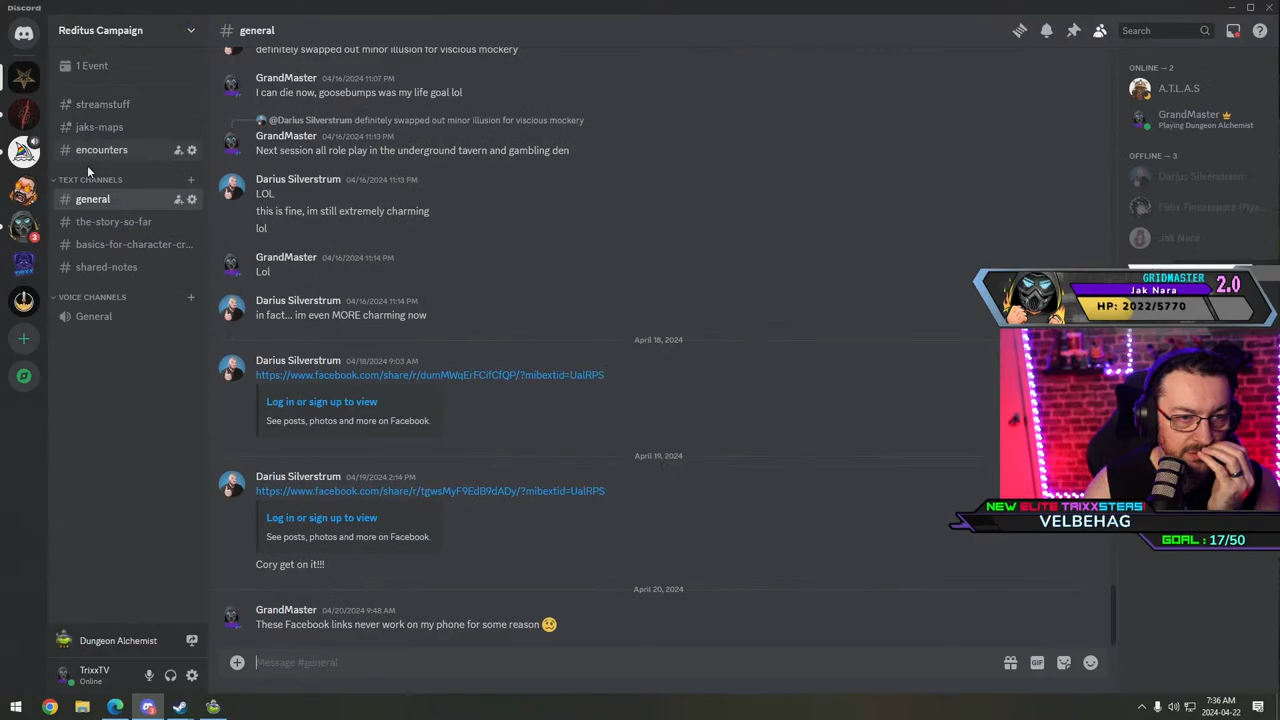 Discord
Reditus Campaign
1 Event
streamstuff
jaks-maps
encounters
TEXT CHANNELS
general
the-story-so-far
basics-for-character-cr...
shared-notes
VOICE CHANNELS
General
Dungeon Alchemist
TrixxTV
Online
general
Search
definitely swapped out minor illusion for viscious mockery
GrandMaster 04/16/2024 11:07 PM
I can die now, goosebumps was my life goal lol
@Darius Silverstrum definitely swapped out minor illusion for viscious mockery
GrandMaster 04/16/2024 11:13 PM
Next session all role play in the underground tavern and gambling den
Darius Silverstrum 04/16/2024 11:13 PM
LOL
this is fine, im still extremely charming
lol
GrandMaster 04/16/2024 11:14 PM
Lol
Darius Silverstrum 04/16/2024 11:14 PM
in fact... im even MORE charming now
April 18, 2024
Darius Silverstrum 04/18/2024 9:03 AM
https://www.facebook.com/share/r/dumMWqErFCifCfQP/?mibextid=UalRPS
Log in or sign up to view
See posts, photos and more on Facebook.
April 19, 2024
Darius Silverstrum 04/19/2024 2:14 PM
https://www.facebook.com/share/r/tgwsMyF9EdB9dADy/?mibextid=UalRPS
Log in or sign up to view
See posts, photos and more on Facebook.
Cory get on it!!!
April 20, 2024
GrandMaster 04/20/2024 9:48 AM
These Facebook links never work on my phone for some reason
Message #general
GIF
ONLINE — 2
A.T.L.A.S
GrandMaster
Playing Dungeon Alchemist
OFFLINE — 3
Darius Silverstrum
Jak Nara
GRIDMASTER
2.0
Jak Nara
HP: 2022/5770
NEW ELITE TRIXXSTERS!
VELBEHAG
GOAL : 17/50
3
TRIXX
7:36 AM
2024-04-22